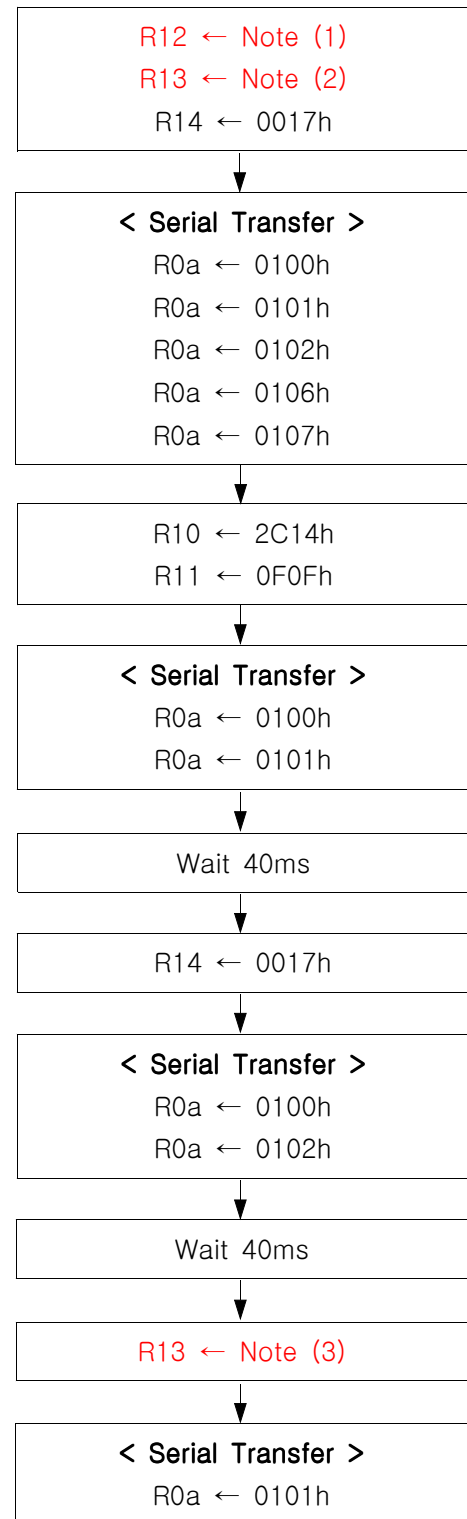 R12 ← Note (1)
R13 ← Note (2)
R14 ← 0017h
< Serial Transfer >
R0a ← 0100h
R0a ← 0101h
R0a ← 0102h
R0a ← 0106h
R0a ← 0107h
R10 ← 2C14h
R11 ← 0F0Fh
< Serial Transfer >
R0a ← 0100h
R0a ← 0101h
Wait 40ms
R14 ← 0017h
< Serial Transfer >
R0a ← 0100h
R0a ← 0102h
Wait 40ms
R13 ← Note (3)
< Serial Transfer >
R0a ← 0101h